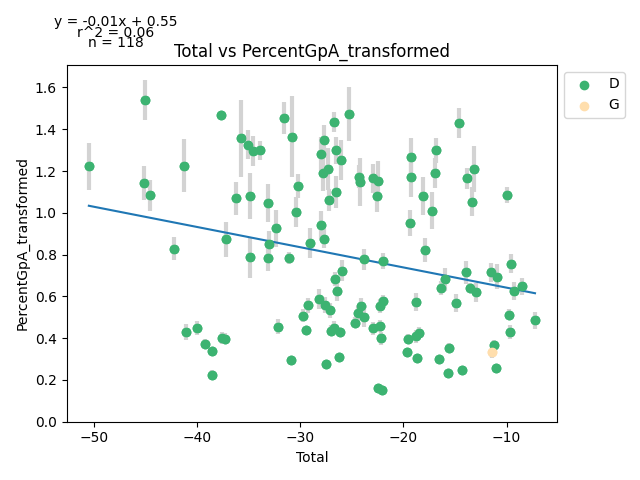 y = -0.01x + 0.55
r^2 = 0.06
n = 118
Total vs PercentGpA_transformed
D
G
PercentGpA_transformed
1.6
1.4
1.2
1.0
0.8
0.6
0.4
0.2
0.0
−50
−40
−30
−20
−10
Total